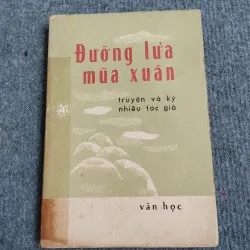 Đường lửa
mùa xuân
truyện và ký
nhiều tác giả
văn học